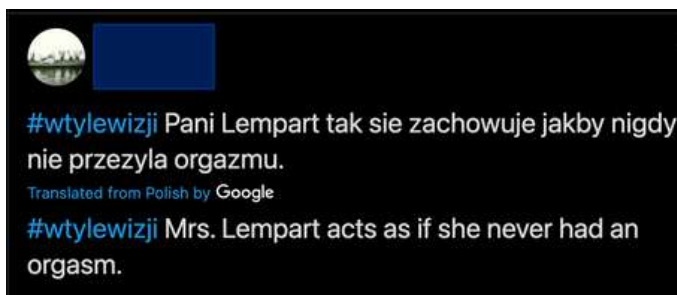 #wtylewizji Pani Lempart tak sie zachowuje jakby nigdy
nie przezyla orgazmu.
Translated from Polish by Google
#wtylewizji Mrs. Lempart acts as if she never had an
orgasm.